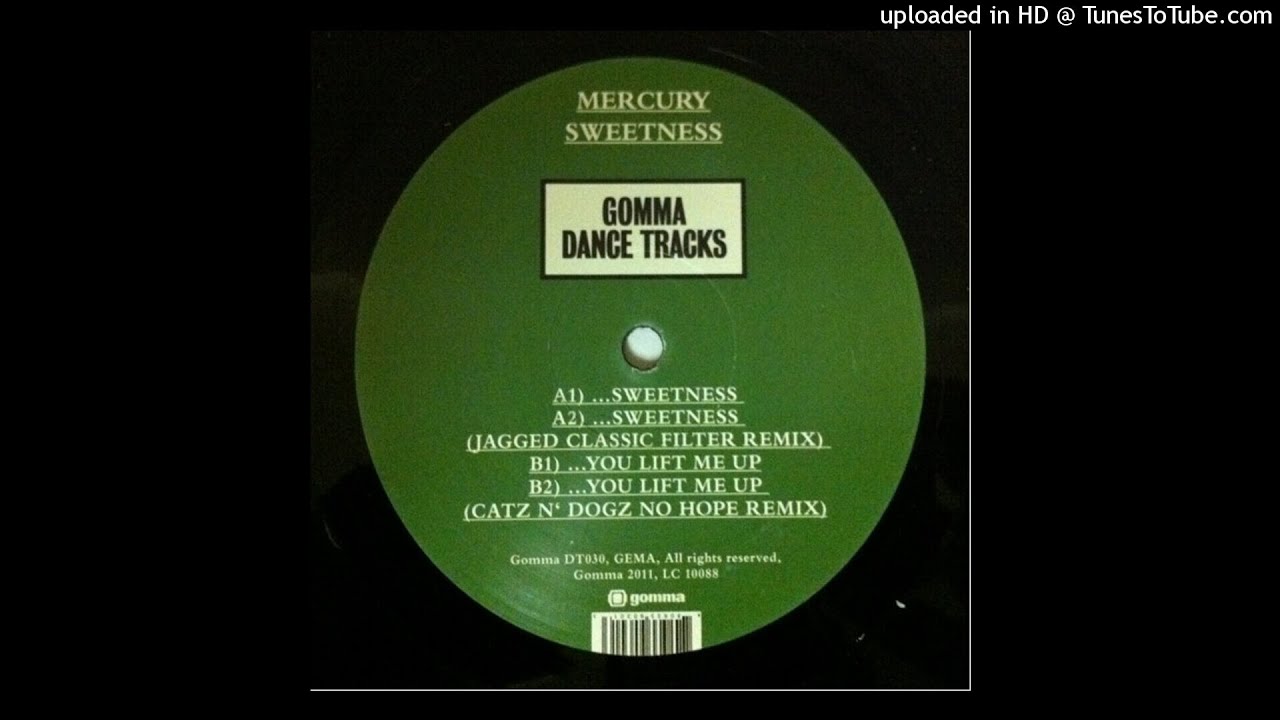 uploaded in HD @ TunesToTube.com
MERCURY
SWEETNESS
GOMMA
DANCE TRACKS
A1) ...SWEETNESS
A2) ...SWEETNESS
(JAGGED CLASSIC FILTER REMIX)
B1) ...YOU LIFT ME UP
B2) ...YOU LIFT ME UP
(CATZ N‘ DOGZ NO HOPE REMIX)
Gomma DT030, GEMA, All rights reserved,
Gomma 2011, LC 10088
gomma